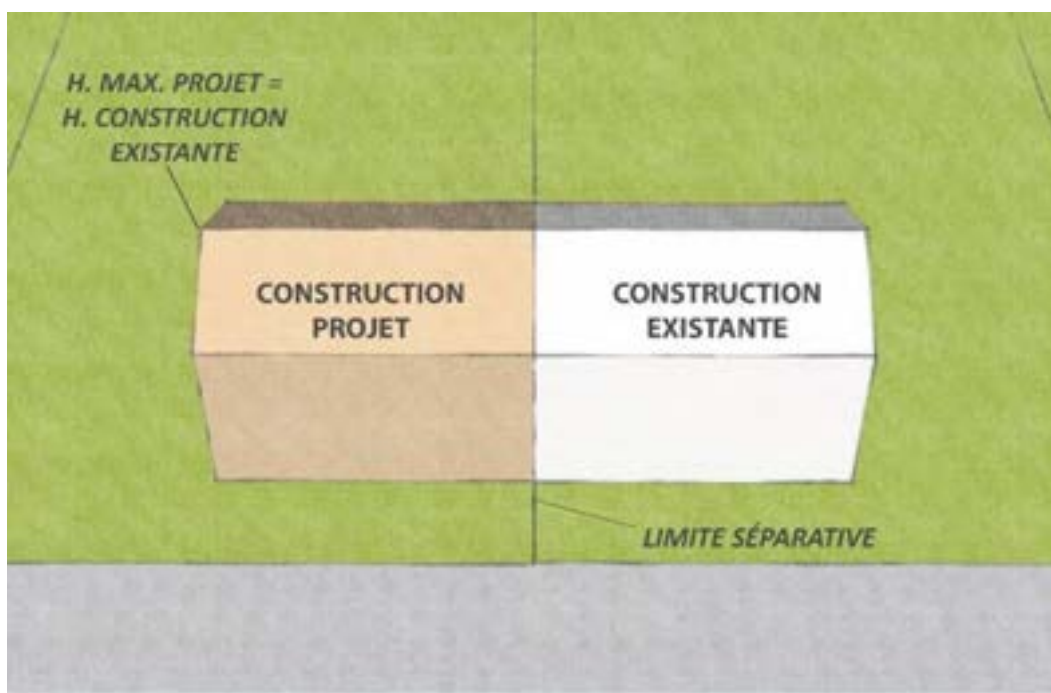 H. MAX. PROJET =
H. CONSTRUCTION
EXISTANTE
CONSTRUCTION
PROJET
CONSTRUCTION
EXISTANTE
LIMITE SÉPARATIVE